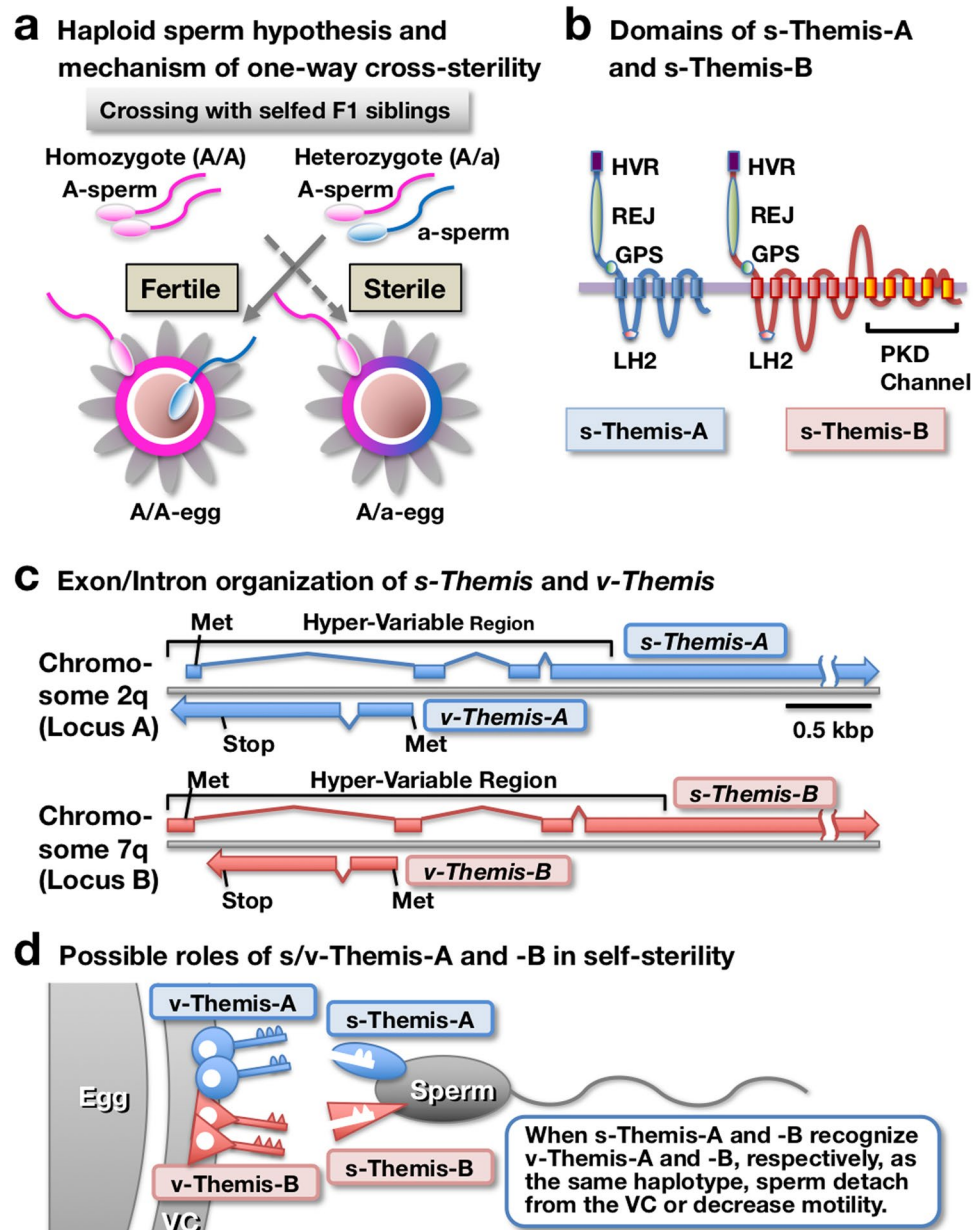 a Haploid sperm hypothesis and
mechanism of one-way cross-sterility
Crossing with selfed F1 siblings
Homozygote (A/A)
A-sperm
Heterozygote (A/a)
A-sperm
a-sperm
Fertile
Sterile
A/A-egg
A/a-egg
b Domains of s-Themis-A
and s-Themis-B
HVR
REJ
GPS
LH2
HVR
REJ
GPS
LH2
PKD
Channel
s-Themis-A
s-Themis-B
c Exon/Intron organization of s-Themis and v-Themis
Met
Hyper-Variable Region
s-Themis-A
Chromo-
some 2q
(Locus A)
v-Themis-A
Stop
Met
0.5 kbp
Met
Hyper-Variable Region
s-Themis-B
Chromo-
some 7q
(Locus B)
v-Themis-B
Stop
Met
d Possible roles of s/v-Themis-A and -B in self-sterility
v-Themis-A
s-Themis-A
Egg
Sperm
v-Themis-B
s-Themis-B
VC
When s-Themis-A and -B recognize
v-Themis-A and -B, respectively, as
the same haplotype, sperm detach
from the VC or decrease motility.